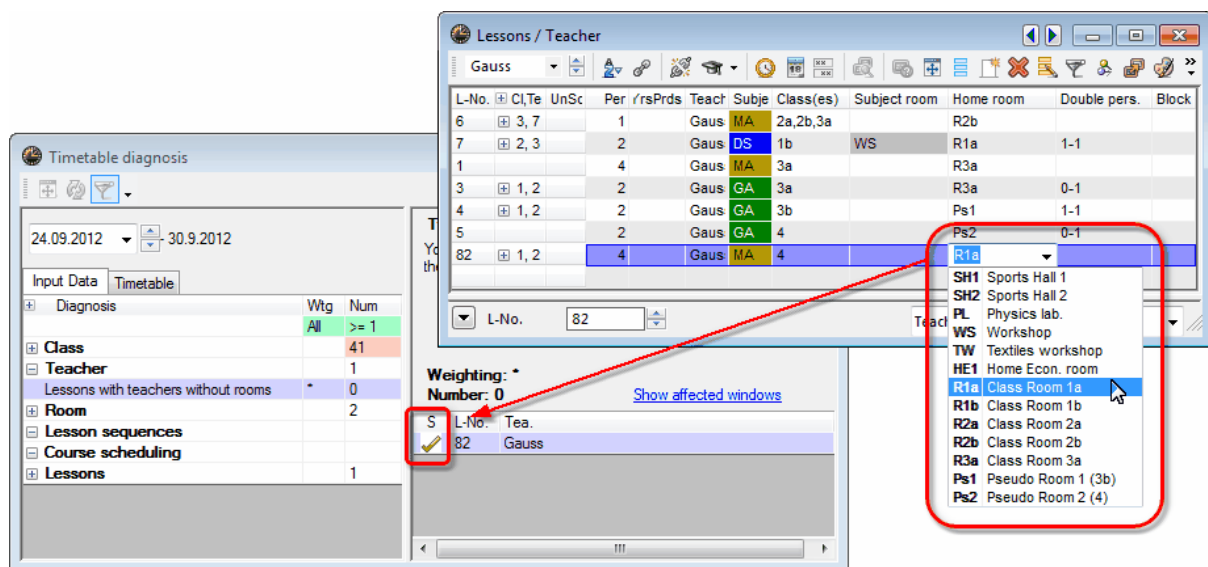 Lessons / Teacher
Gauss
L-No. Cl,Te UnSc Per YrsPrds Teach Subje Class(es) Subject room Home room Double pers. Block
6 3, 7 1 Gaus MA 2a,2b,3a R2b
7 2, 3 2 Gaus DS 1b WS R1a 1-1
1 4 Gaus MA 3a R3a
3 1, 2 2 Gaus GA 3a R3a 0-1
4 1, 2 2 Gaus GA 3b Ps1 1-1
5 2 Gaus GA 4 Ps2 0-1
82 1, 2 4 Gaus MA 4 R1a
L-No. 82 Teach
SH1 Sports Hall 1
SH2 Sports Hall 2
PL Physics lab.
WS Workshop
TW Textiles workshop
HE1 Home Econ. room
R1a Class Room 1a
R1b Class Room 1b
R2a Class Room 2a
R2b Class Room 2b
R3a Class Room 3a
Ps1 Pseudo Room 1 (3b)
Ps2 Pseudo Room 2 (4)
Timetable diagnosis
24.09.2012 - 30.9.2012
Input Data Timetable
Diagnosis Wtg Num
All >= 1
Class 41
Teacher 1
Lessons with teachers without rooms * 0
Room 2
Lesson sequences
Course scheduling
Lessons 1
Weighting: *
Number: 0 Show affected windows
S L-No. Tea.
82 Gauss